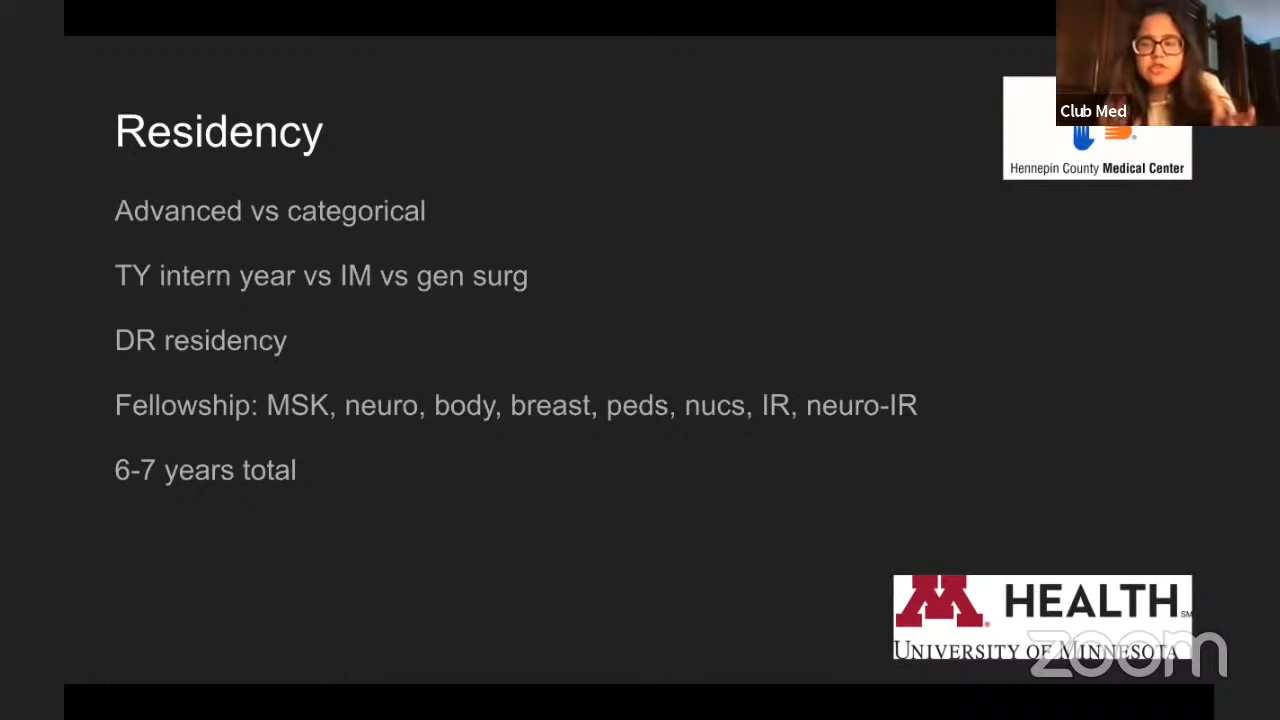 Residency
Club Med
Hennepin County Medical Center
Advanced vs categorical
TY intern year vs IM vs gen surg
DR residency
Fellowship: MSK, neuro, body, breast, peds, nucs, IR, neuro-IR
6-7 years total
M HEALTH SM
UNIVERSITY OF MINNESOTA
zoom